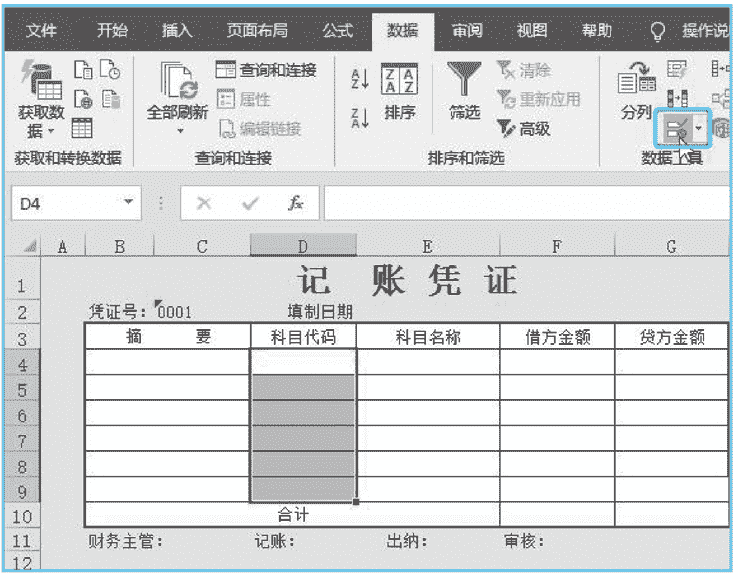 文件 开始 插入 页面布局 公式 数据 审阅 视图 帮助 操作说
查询和连接 清除
属性 重新应用
获取数据 全部刷新 编辑链接 排序 筛选 高级 分列
获取和转换数据 查询和连接 排序和筛选 数据工具
D4 fx
A B C D E F G
1 记 账 凭 证
2 凭证号： 0001 填制日期
3 摘 要 科目代码 科目名称 借方金额 贷方金额
4
5
6
7
8
9
10 合计
11 财务主管： 记账： 出纳： 审核：
12